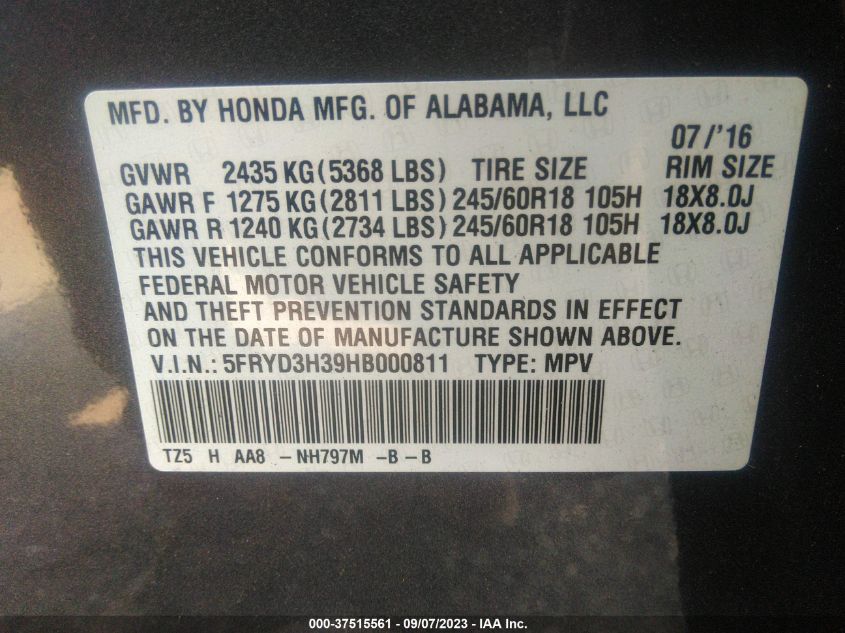 MFD. BY HONDA MFG. OF ALABAMA, LLC
07/'16
GVWR 2435 KG(5368 LBS) TIRE SIZE RIM SIZE
GAWR F 1275 KG(2811 LBS) 245/60R18 105H 18X8.0J
GAWR R 1240 KG(2734 LBS) 245/60R18 105H 18X8.0J
THIS VEHICLE CONFORMS TO ALL APPLICABLE
FEDERAL MOTOR VEHICLE SAFETY
AND THEFT PREVENTION STANDARDS IN EFFECT
ON THE DATE OF MANUFACTURE SHOWN ABOVE.
V.I.N.: 5FRYD3H39HB000811 TYPE: MPV
TZ5 H AA8 -NH797M -B -B
000-37515561 - 09/07/2023 - IAA Inc.